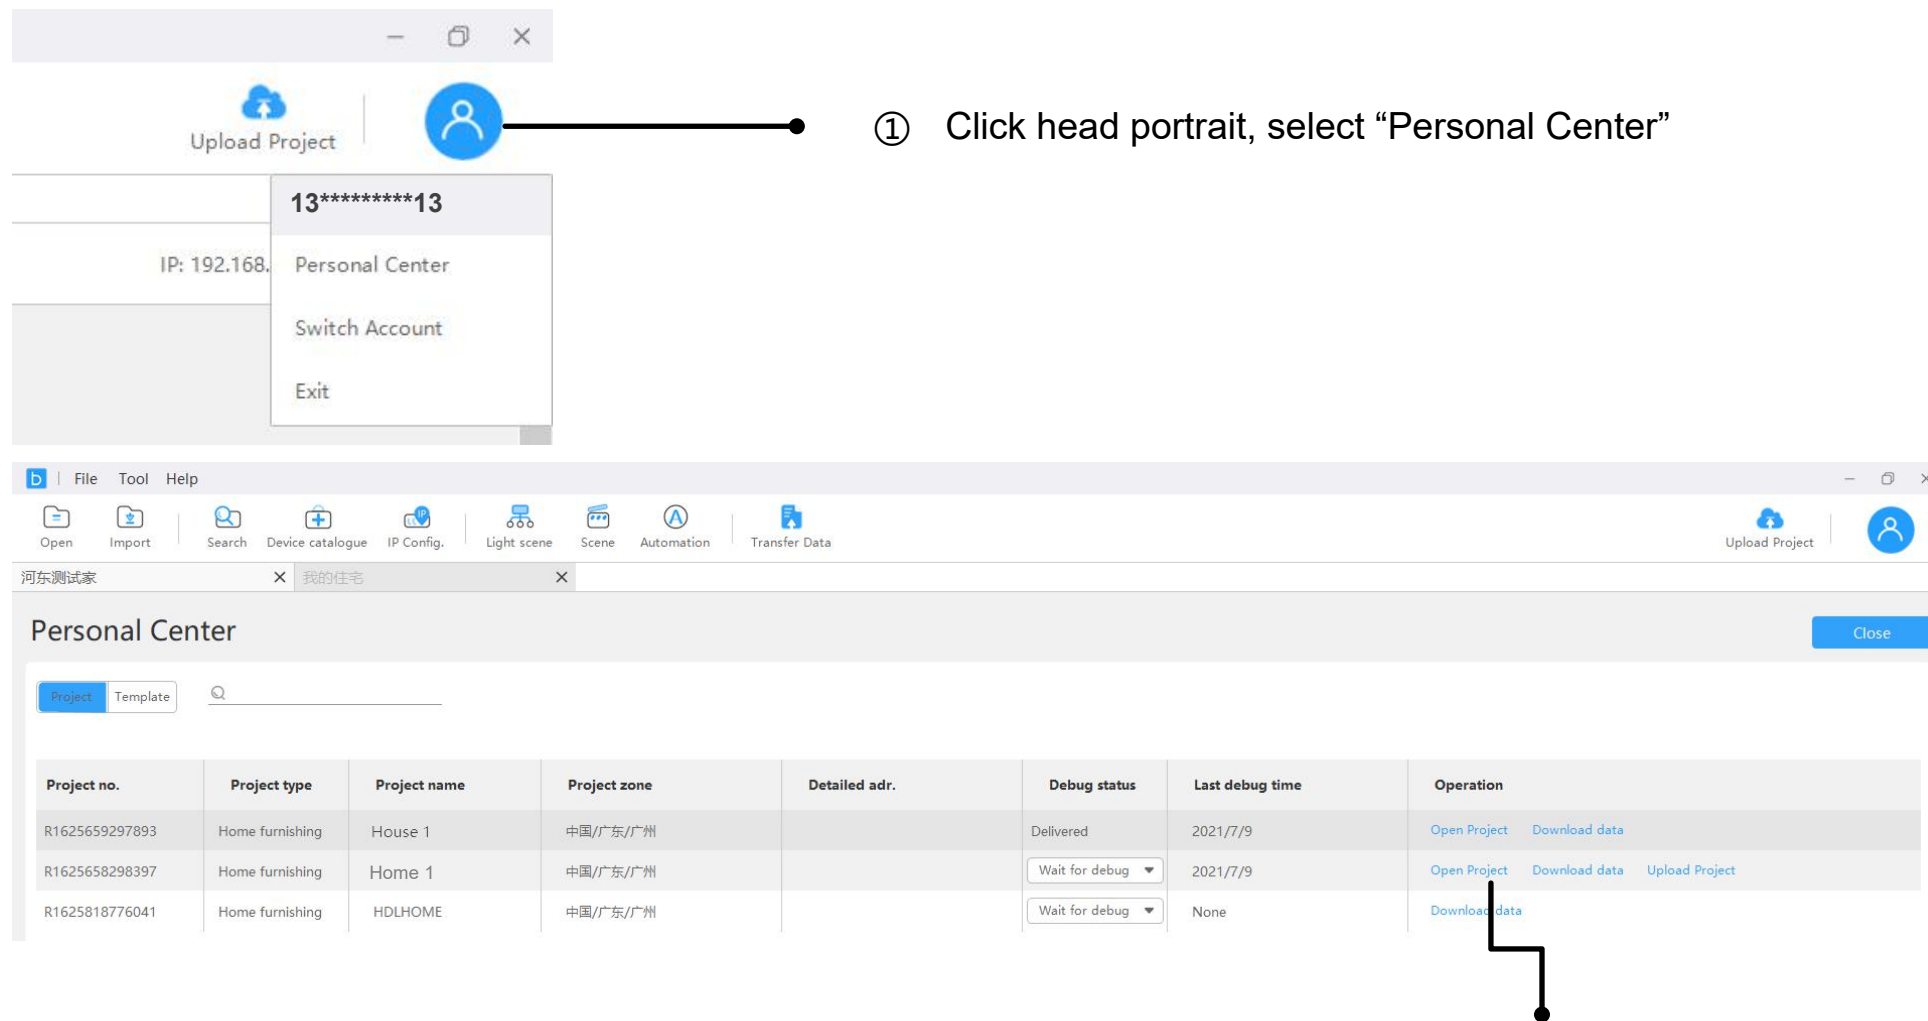 Upload Project
① Click head portrait, select “Personal Center”
13*********13
IP: 192.168.
Personal Center
Switch Account
Exit
b File Tool Help
Open Import Search Device catalogue IP Config. Light scene Scene Automation Transfer Data Upload Project
河东测试家 我的住宅
Personal Center Close
Project Template
Project no. Project type Project name Project zone Detailed adr. Debug status Last debug time Operation
R1625659297893 Home furnishing House 1 中国/广东/广州 Delivered 2021/7/9 Open Project Download data
R1625658298397 Home furnishing Home 1 中国/广东/广州 Wait for debug 2021/7/9 Open Project Download data Upload Project
R1625818776041 Home furnishing HDLHOME 中国/广东/广州 Wait for debug None Download data